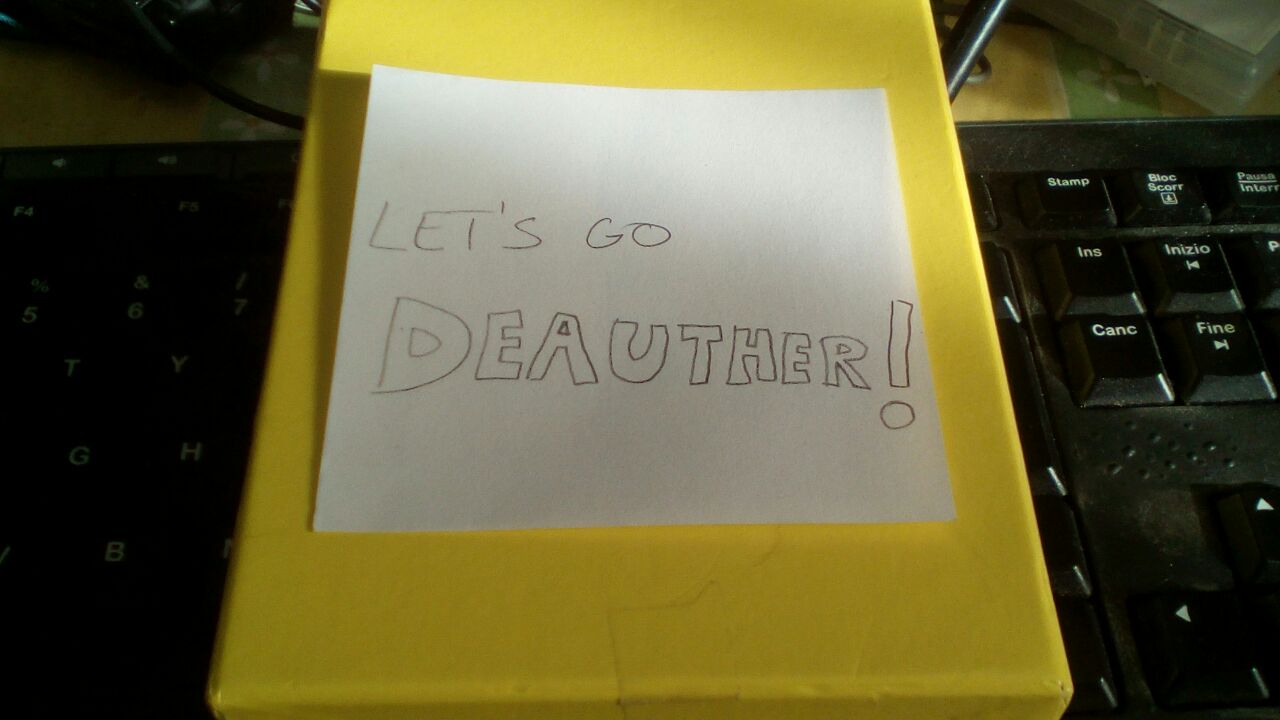 LET'S GO
DEAUTHER!
F4
F5
%
5
&
6
/
7
T
Y
G
H
B
Stamp
Bloc
Scorr
Pausa
Interr
Ins
Inizio
Canc
Fine